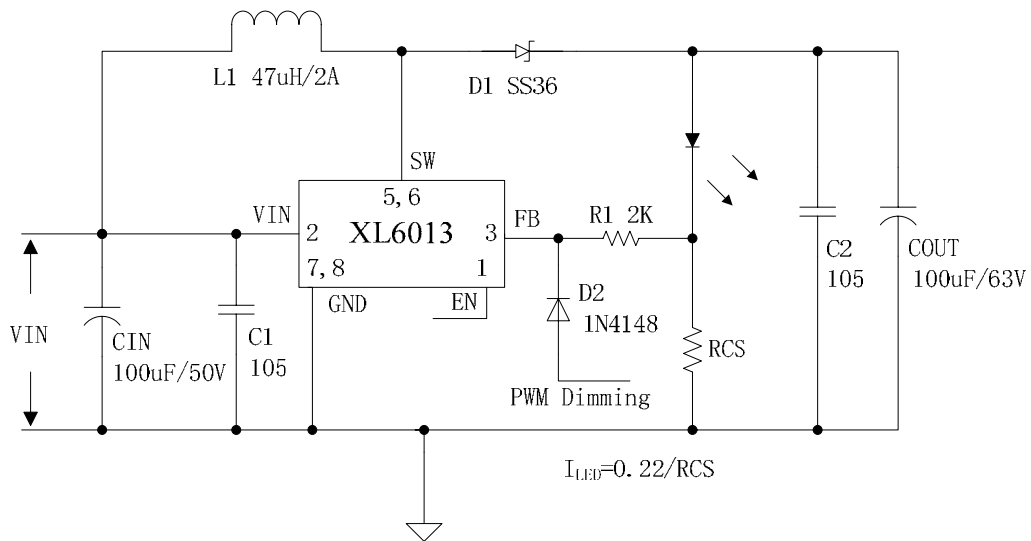 L1 47uH/2A
D1 SS36
SW
5,6
VIN
2
XL6013
3
FB
R1 2K
7,8
1
GND
EN
VIN
CIN
100uF/50V
C1
105
D2
1N4148
PWM Dimming
RCS
C2
105
COUT
100uF/63V
ILED=0.22/RCS